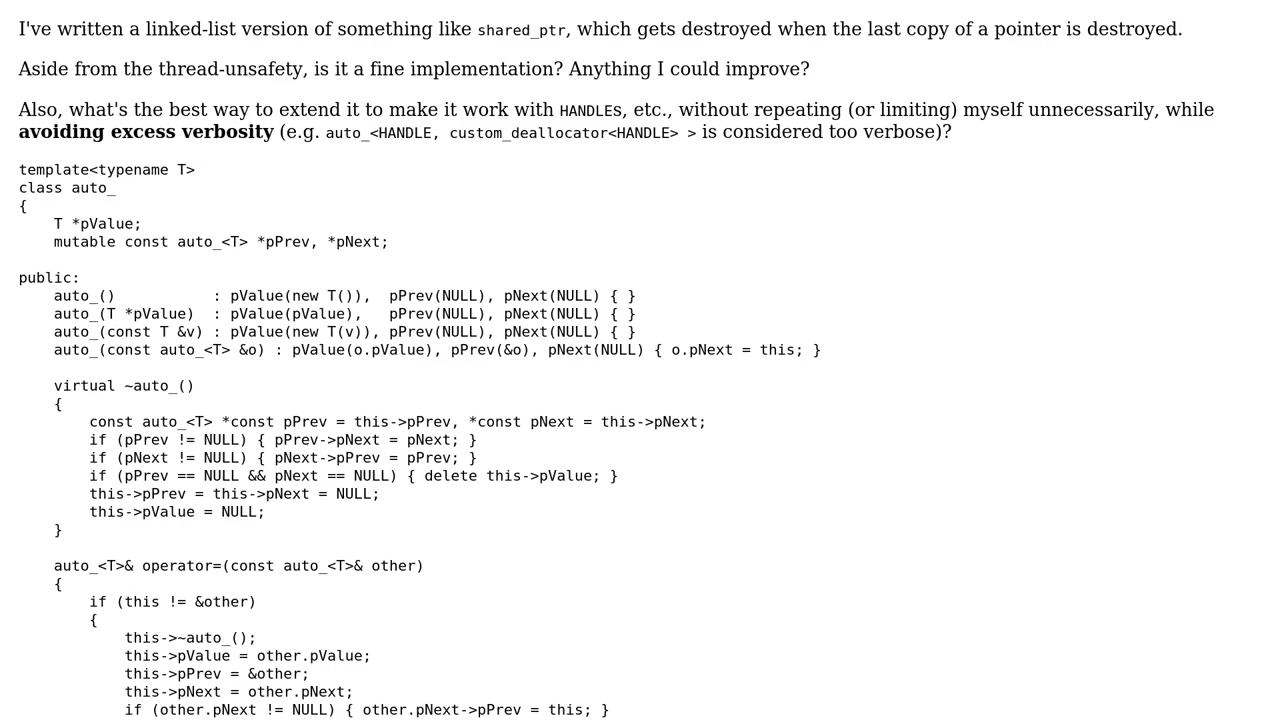 I've written a linked-list version of something like shared_ptr, which gets destroyed when the last copy of a pointer is destroyed.
Aside from the thread-unsafety, is it a fine implementation? Anything I could improve?
Also, what's the best way to extend it to make it work with HANDLEs, etc., without repeating (or limiting) myself unnecessarily, while
avoiding excess verbosity (e.g. auto_<HANDLE, custom_deallocator<HANDLE> > is considered too verbose)?
template<typename T>
class auto_
{
    T *pValue;
    mutable const auto_<T> *pPrev, *pNext;
public:
    auto_()           : pValue(new T()),  pPrev(NULL), pNext(NULL) { }
    auto_(T *pValue)  : pValue(pValue),   pPrev(NULL), pNext(NULL) { }
    auto_(const T &v) : pValue(new T(v)), pPrev(NULL), pNext(NULL) { }
    auto_(const auto_<T> &o) : pValue(o.pValue), pPrev(&o), pNext(NULL) { o.pNext = this; }
    virtual ~auto_()
    {
        const auto_<T> *const pPrev = this->pPrev, *const pNext = this->pNext;
        if (pPrev != NULL) { pPrev->pNext = pNext; }
        if (pNext != NULL) { pNext->pPrev = pPrev; }
        if (pPrev == NULL && pNext == NULL) { delete this->pValue; }
        this->pPrev = this->pNext = NULL;
        this->pValue = NULL;
    }
    auto_<T>& operator=(const auto_<T>& other)
    {
        if (this != &other)
        {
            this->~auto_();
            this->pValue = other.pValue;
            this->pPrev = &other;
            this->pNext = other.pNext;
            if (other.pNext != NULL) { other.pNext->pPrev = this; }